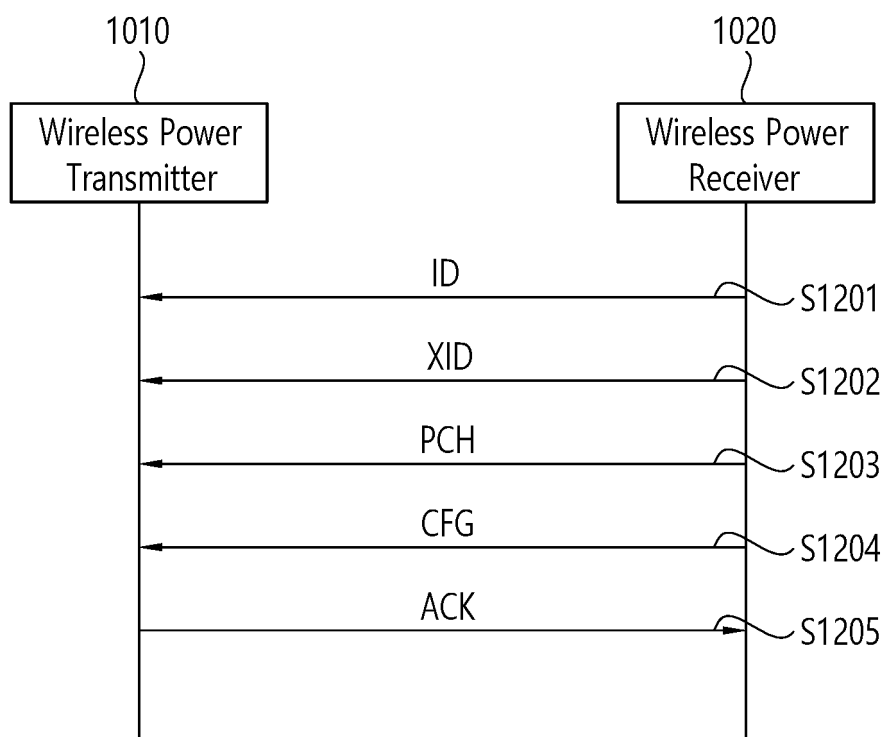 1010
1020
Wireless Power
Transmitter
Wireless Power
Receiver
ID
S1201
XID
S1202
PCH
S1203
CFG
S1204
ACK
S1205